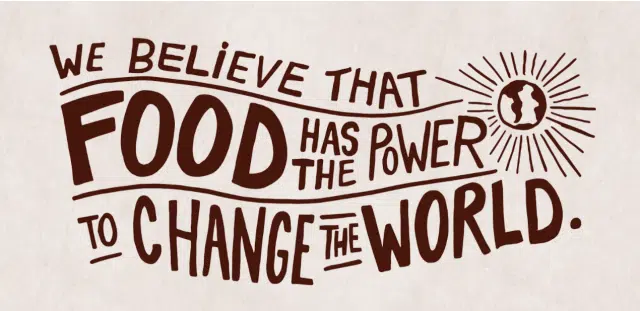 WE BELiEVE THAT
FOOD HAS THE POWER
TO CHANGE THE WORLD.